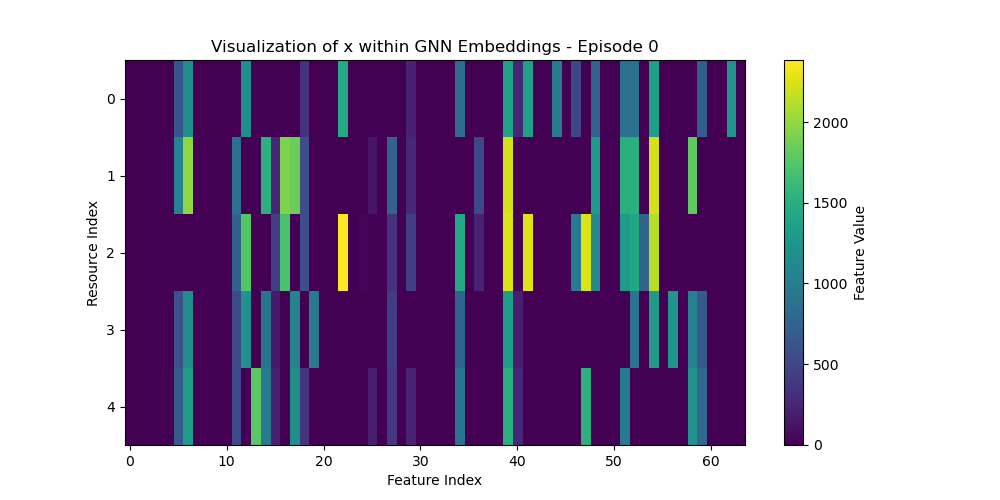 Visualization of x within GNN Embeddings - Episode 0
0
1
2
3
4
Resource Index
0 10 20 30 40 50 60
Feature Index
2000
1500
1000
500
0
Feature Value